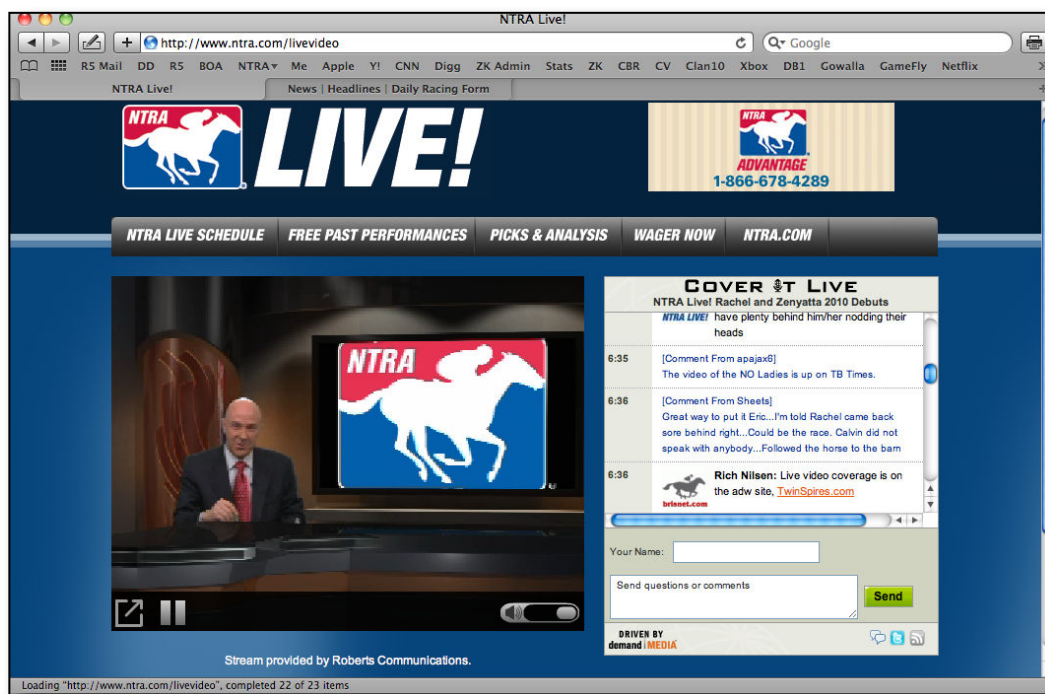 NTRA Live!
http://www.ntra.com/livevideo
Google
R5 Mail DD R5 BOA NTRA Me Apple Y! CNN Digg ZK Admin Stats ZK CBR CV Clan10 Xbox DB1 Gowalla GameFly Netflix
NTRA Live!
News | Headlines | Daily Racing Form
NTRA
LIVE!
NTRA
ADVANTAGE
1-866-678-4289
NTRA LIVE SCHEDULE FREE PAST PERFORMANCES PICKS & ANALYSIS WAGER NOW NTRA.COM
NTRA
COVER IT LIVE
NTRA Live! Rachel and Zenyatta 2010 Debuts
NTRA LIVE! have plenty behind him/her nodding their
heads
6:35 [Comment From apajax6]
The video of the NO Ladies is up on TB Times.
6:36 [Comment From Sheets]
Great way to put it Eric...I'm told Rachel came back
sore behind right...Could be the race. Calvin did not
speak with anybody...Followed the horse to the barn
6:36 Rich Nilsen: Live video coverage is on
the adw site, TwinSpires.com
brisnet.com
Your Name:
Send questions or comments
Send
DRIVEN BY
demand MEDIA
Stream provided by Roberts Communications.
Loading "http://www.ntra.com/livevideo", completed 22 of 23 items